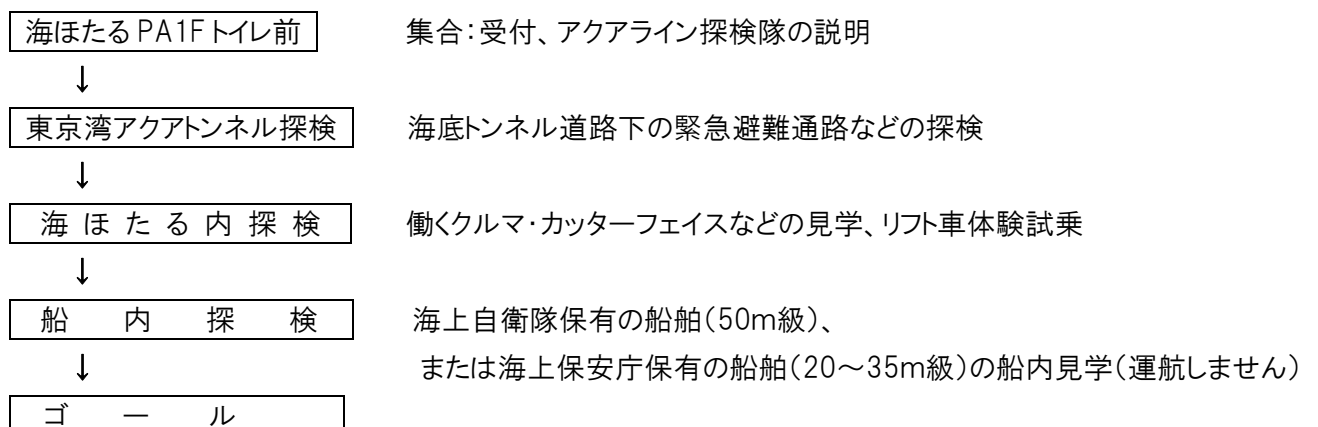 海ほたるPA1Fトイレ前 集合：受付、アクアライン探検隊の説明
↓
東京湾アクアトンネル探検 海底トンネル道路下の緊急避難通路などの探検
↓
海ほたる内探検 働くクルマ・カッターフェイスなどの見学、リフト車体験試乗
↓
船内探検 海上自衛隊保有の船舶（50m級）、
↓ または海上保安庁保有の船舶（20～35m級）の船内見学（運航しません）
ゴール